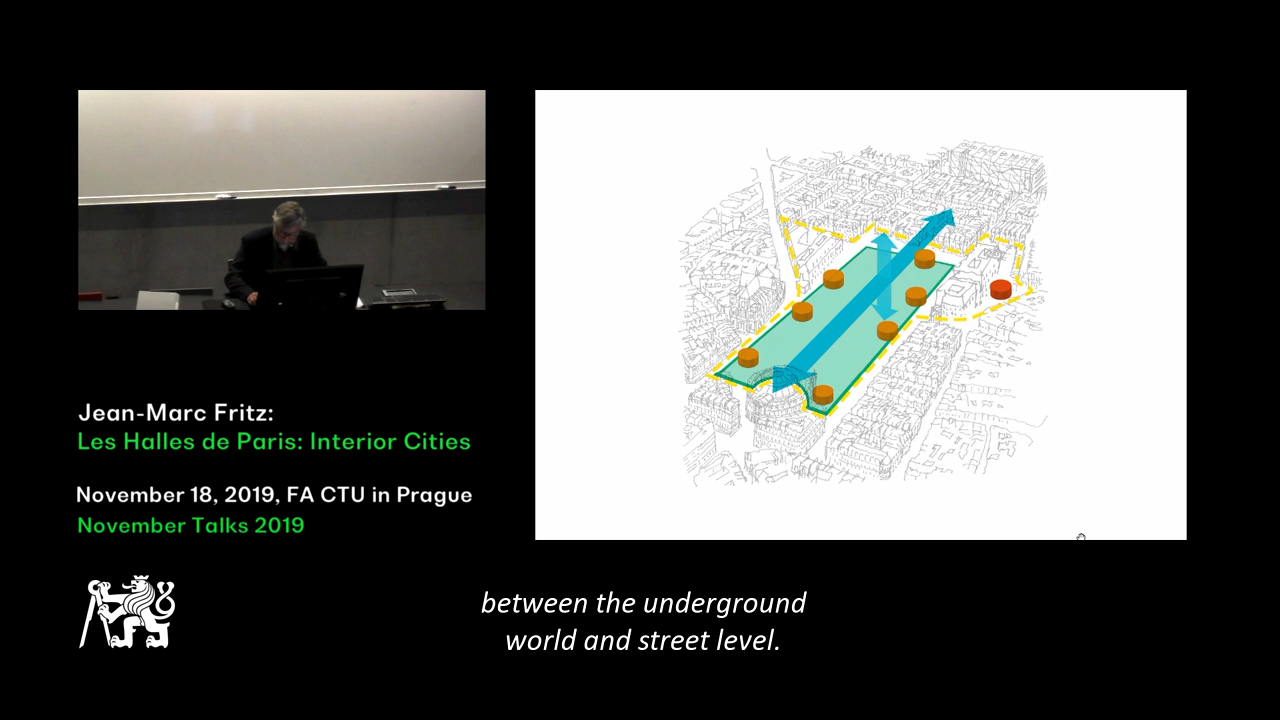 Jean-Marc Fritz:
Les Halles de Paris: Interior Cities
November 18, 2019, FA CTU in Prague
November Talks 2019
between the underground
world and street level.